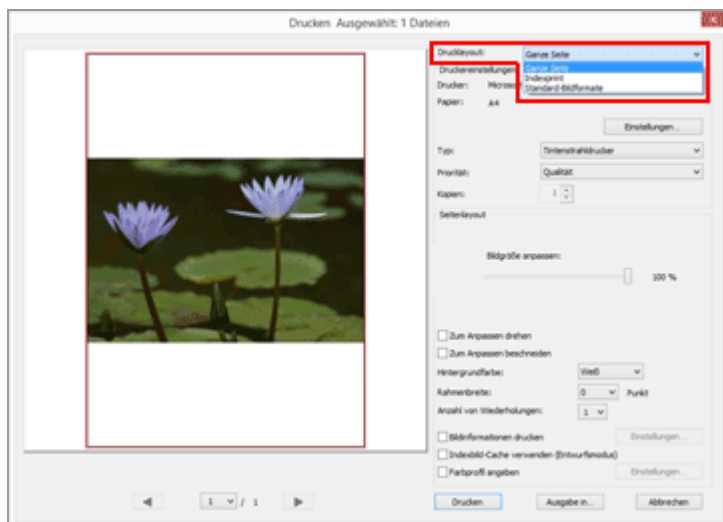 Drucken Ausgewählt: 1 Dateien
Drucklayout: Ganze Seite
Ganze Seite
Indexprint
Standard-Bildformate
Druckereinstellungen
Drucker:
Papier: A4
Einstellungen...
Typ: Tintenstrahldrucker
Priorität: Qualität
Kopien: 1
Seitenlayout
Bildgröße anpassen:
100 %
Zum Anpassen drehen
Zum Anpassen beschneiden
Hintergrundfarbe: Weiß
Rahmenbreite: 0 Punkt
Anzahl von Wiederholungen: 1
Bildinformationen drucken Einstellungen...
Indexbild-Cache verwenden (Entwurfsmodus)
Farbprofil angeben Einstellungen...
1 / 1 Drucken Ausgabe in... Abbrechen